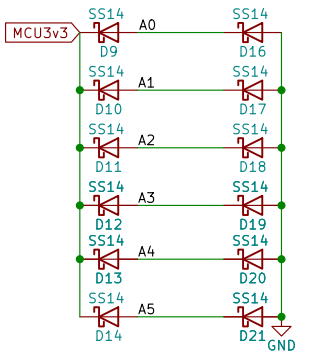 SS14 SS14
MCU3v3 A0
D9 D16
SS14 SS14
A1
D10 D17
SS14 SS14
A2
D11 D18
SS14 SS14
A3
D12 D19
SS14 SS14
A4
D13 D20
SS14 SS14
A5
D14 D21
GND